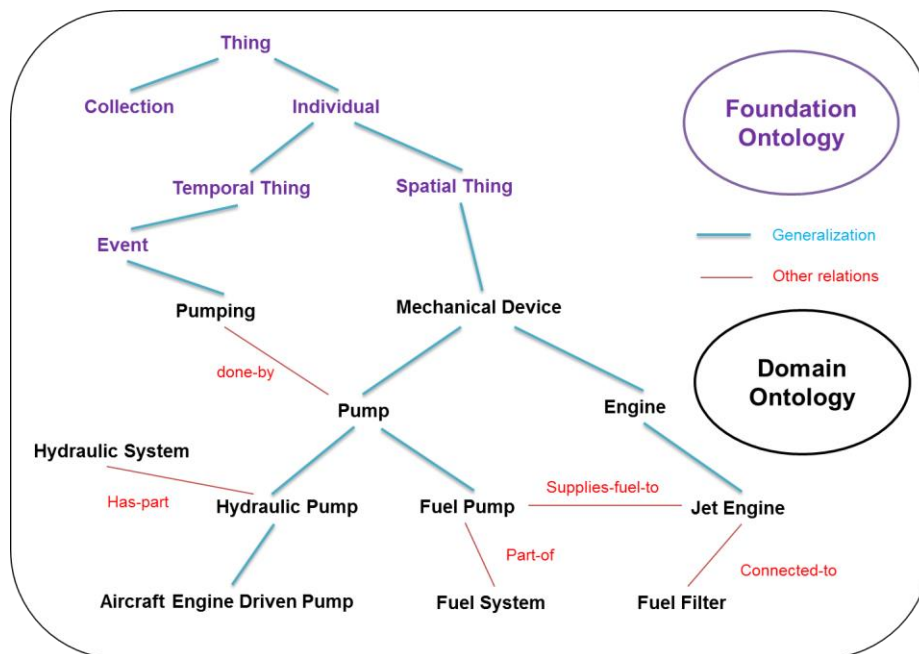 Thing
Collection
Individual
Foundation
Ontology
Temporal Thing
Spatial Thing
Event
Generalization
Other relations
Pumping
Mechanical Device
done-by
Domain
Ontology
Pump
Engine
Hydraulic System
Has-part
Hydraulic Pump
Fuel Pump
Supplies-fuel-to
Jet Engine
Part-of
Connected-to
Aircraft Engine Driven Pump
Fuel System
Fuel Filter